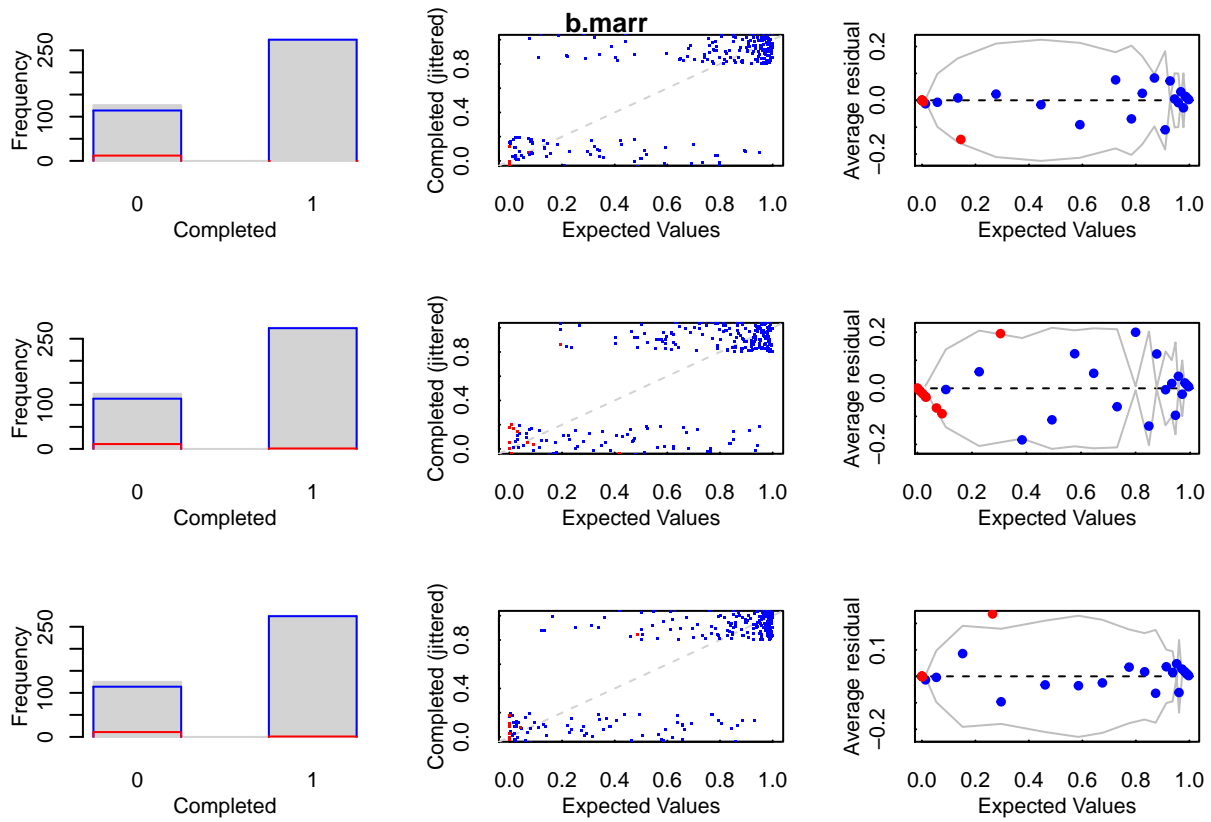 b.marr
Frequency
0 100 250
0 1
Completed
Completed (jittered)
0.0 0.4 0.8
0.0 0.2 0.4 0.6 0.8 1.0
Expected Values
Average residual
−0.2 0.0 0.2
0.0 0.2 0.4 0.6 0.8 1.0
Expected Values
Frequency
0 100 250
0 1
Completed
Completed (jittered)
0.0 0.4 0.8
0.0 0.2 0.4 0.6 0.8 1.0
Expected Values
Average residual
−0.2 0.0 0.2
0.0 0.2 0.4 0.6 0.8 1.0
Expected Values
Frequency
0 100 250
0 1
Completed
Completed (jittered)
0.0 0.4 0.8
0.0 0.2 0.4 0.6 0.8 1.0
Expected Values
Average residual
−0.2 0.1
0.0 0.2 0.4 0.6 0.8 1.0
Expected Values